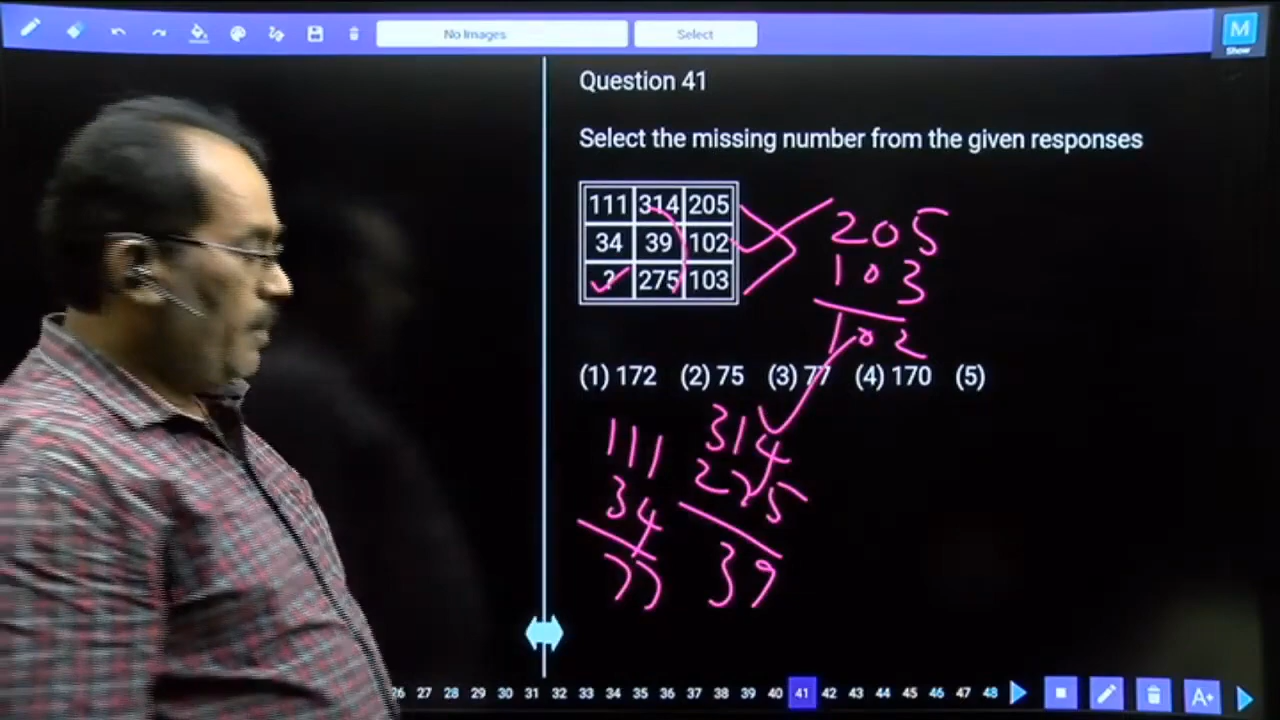 No Images Select M
Show
Question 41
Select the missing number from the given responses
111 314 205
34 39 102
? 275 103
205
103
102
(1) 172 (2) 75 (3) 77 (4) 170 (5)
111 314
34 275
77 39
26 27 28 29 30 31 32 33 34 35 36 37 38 39 40 41 42 43 44 45 46 47 48 A+